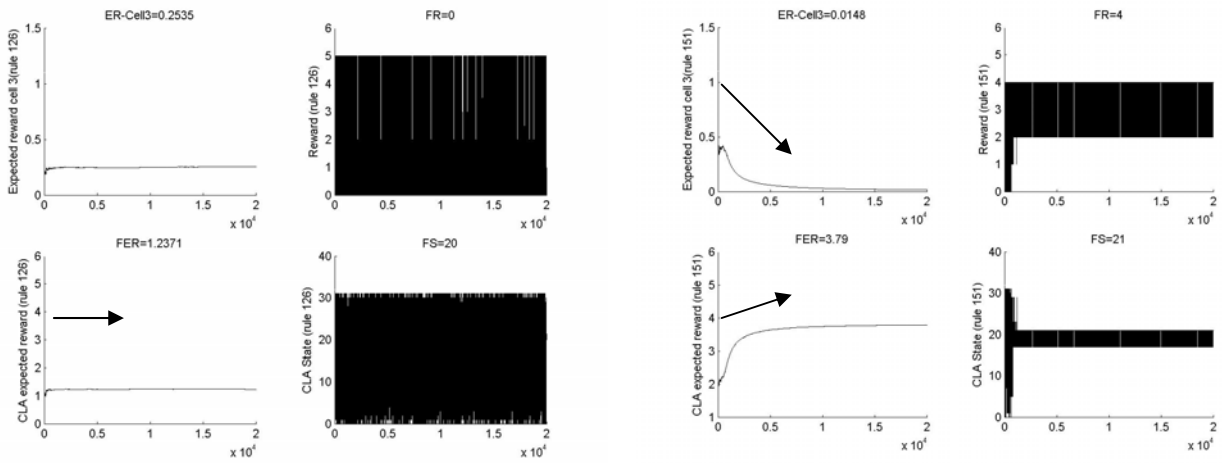 ER-Cell3=0.2535
Expected reward cell 3(rule 126)
1.5
1
0.5
0
0 0.5 1 1.5 2
x 10^4
FR=0
Reward (rule 126)
6
5
4
3
2
1
0
0 0.5 1 1.5 2
x 10^4
FER=1.2371
CLA expected reward (rule 126)
6
5
4
3
2
1
0
0 0.5 1 1.5 2
x 10^4
FS=20
CLA State (rule 126)
40
30
20
10
0
0 0.5 1 1.5 2
x 10^4
ER-Cell3=0.0148
Expected reward cell 3 (rule 151)
1.5
1
0.5
0
0 0.5 1 1.5 2
x 10^4
FR=4
Reward (rule 151)
6
5
4
3
2
1
0
0 0.5 1 1.5 2
x 10^4
FER=3.79
CLA expected reward (rule 151)
6
5
4
3
2
1
0 0.5 1 1.5 2
x 10^4
FS=21
CLA State (rule 151)
40
30
20
10
0
0 0.5 1 1.5 2
x 10^4